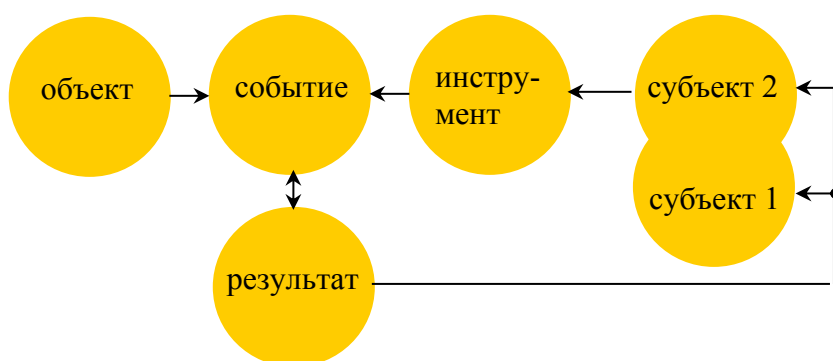 объект
событие
инстру-
мент
субъект 2
субъект 1
результат